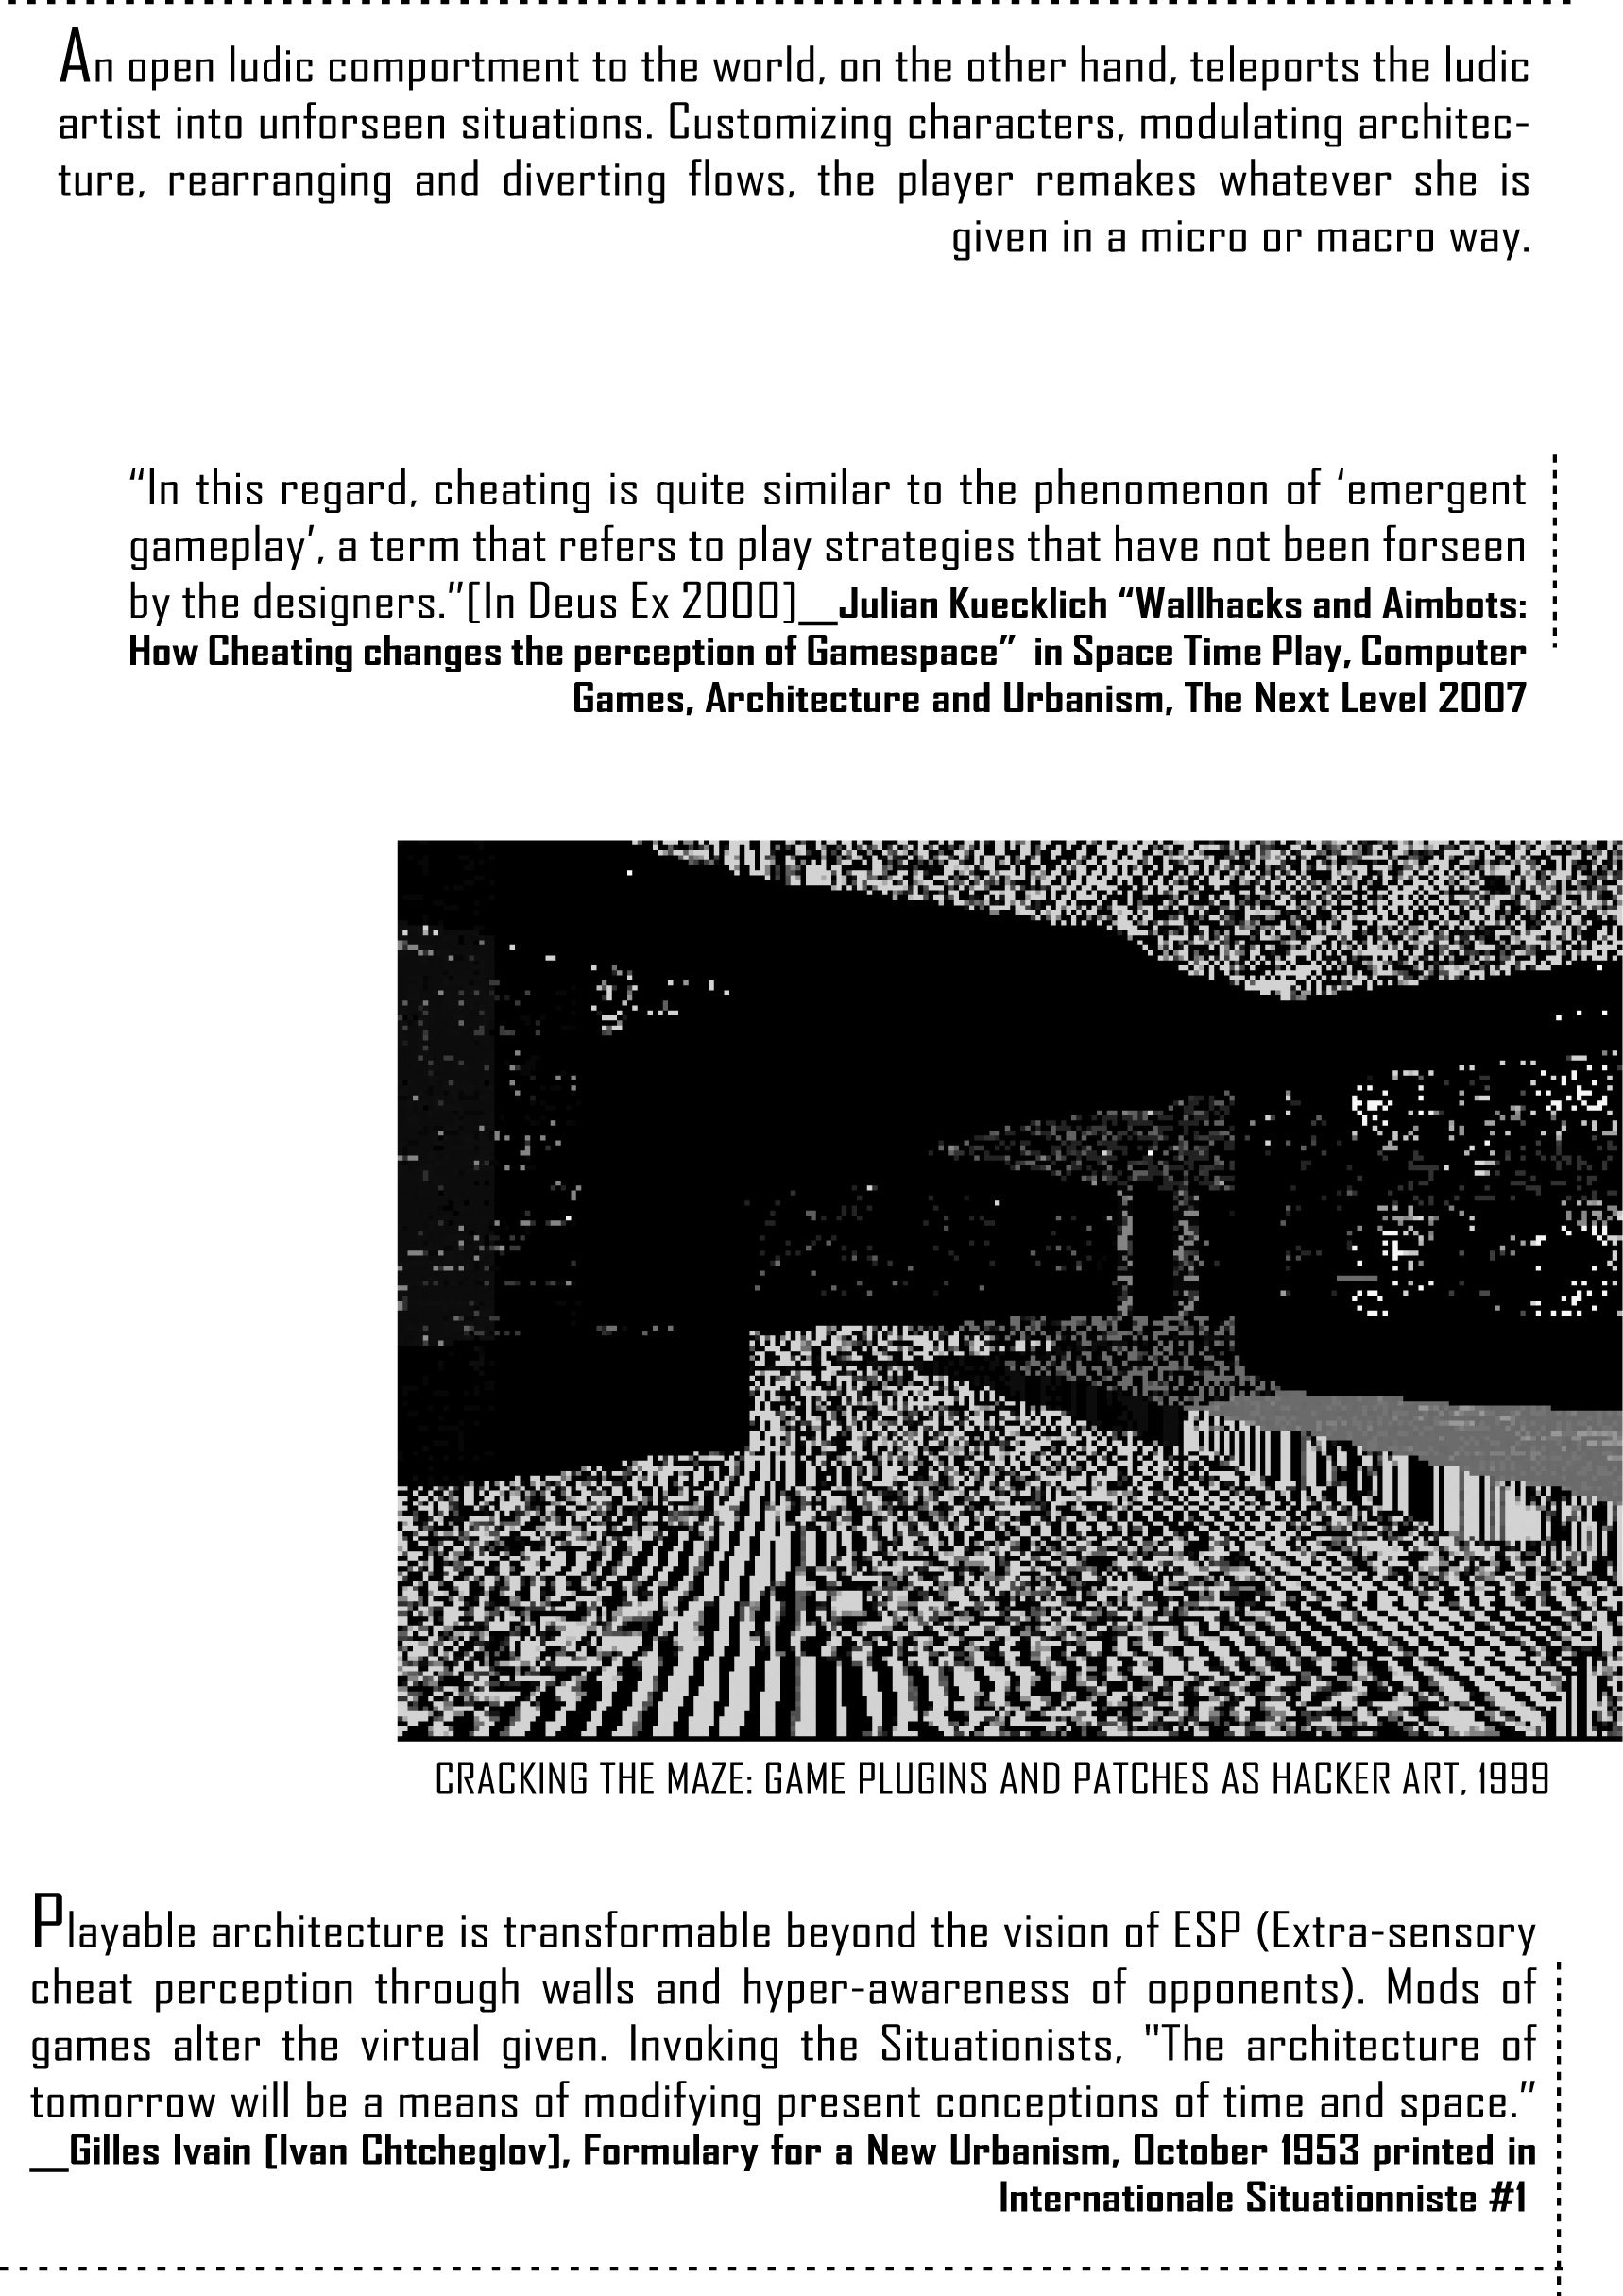 An open ludic comportment to the world, on the other hand, teleports the ludic
artist into unforseen situations. Customizing characters, modulating architec-
ture, rearranging and diverting flows, the player remakes whatever she is
given in a micro or macro way.
“In this regard, cheating is quite similar to the phenomenon of ‘emergent
gameplay’, a term that refers to play strategies that have not been forseen
by the designers.”[In Deus Ex 2000]__Julian Kuecklich “Wallhacks and Aimbots:
How Cheating changes the perception of Gamespace” in Space Time Play, Computer
Games, Architecture and Urbanism, The Next Level 2007
CRACKING THE MAZE: GAME PLUGINS AND PATCHES AS HACKER ART, 1999
Playable architecture is transformable beyond the vision of ESP (Extra-sensory
cheat perception through walls and hyper-awareness of opponents). Mods of
games alter the virtual given. Invoking the Situationists, "The architecture of
tomorrow will be a means of modifying present conceptions of time and space.”
__Gilles Ivain [Ivan Chtcheglov], Formulary for a New Urbanism, October 1953 printed in
Internationale Situationniste #1